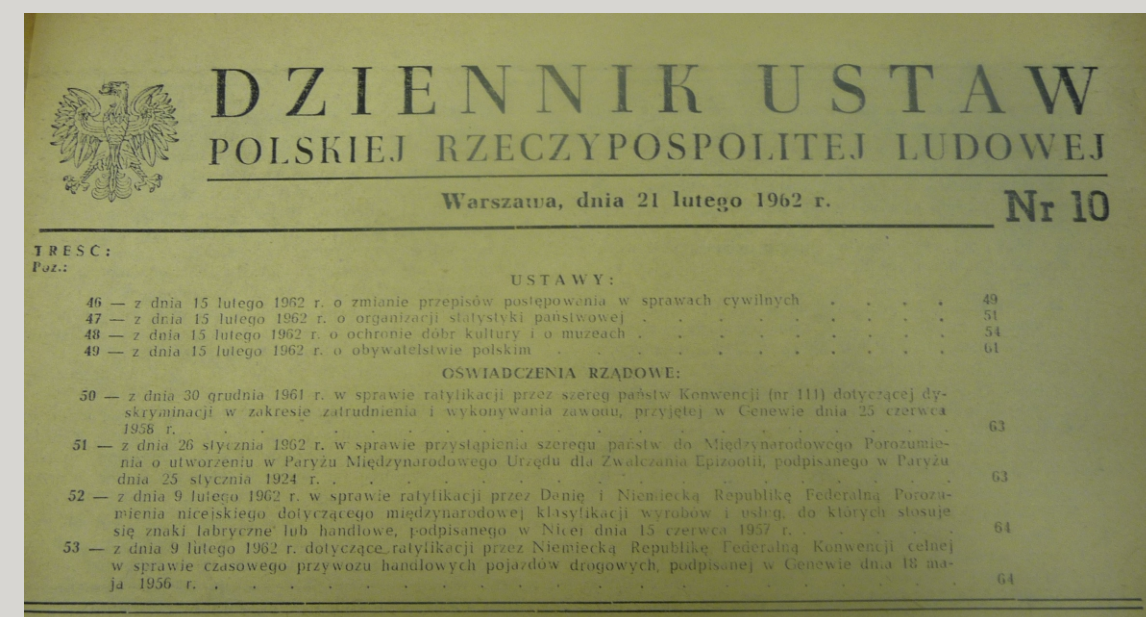 DZIENNIK USTAW
POLSKIEJ RZECZYPOSPOLITEJ LUDOWEJ
Warszawa, dnia 21 lutego 1962 r.
Nr 10
TREŚĆ:
Poz.:
USTAWY:
46 — z dnia 15 lutego 1962 r. o zmianie przepisów postępowania w sprawach cywilnych . . . . 49
47 — z dnia 15 lutego 1962 r. o organizacji statystyki państwowej . . . . . . . . . 51
48 — z dnia 15 lutego 1962 r. o ochronie dóbr kultury i o muzeach . . . . . . . . . 54
49 — z dnia 15 lutego 1962 r. o obywatelstwie polskim . . . . . . . . . . . 61
OŚWIADCZENIA RZĄDOWE:
50 — z dnia 30 grudnia 1961 r. w sprawie ratyfikacji przez szereg państw Konwencji (nr 111) dotyczącej dy-
skryminacji w zakresie zatrudnienia i wykonywania zawodu, przyjętej w Genewie dnia 25 czerwca
1958 r. . . . . . . . . . . . . . . . . . . . . 63
51 — z dnia 26 stycznia 1962 r. w sprawie przystąpienia szeregu państw do Międzynarodowego Porozumie-
nia o utworzeniu w Paryżu Międzynarodowego Urzędu dla Zwalczania Epizootii, podpisanego w Paryżu
dnia 25 stycznia 1924 r. . . . . . . . . . . . . . . . . . 63
52 — z dnia 9 lutego 1962 r. w sprawie ratyfikacji przez Danię i Niemiecką Republikę Federalną Porozu-
mienia nicejskiego dotyczącego międzynarodowej klasyfikacji wyrobów i usług, do których stosuje
się znaki fabryczne lub handlowe, podpisanego w Nicei dnia 15 czerwca 1957 r. . . . . . . 64
53 — z dnia 9 lutego 1962 r. dotyczące ratyfikacji przez Niemiecką Republikę Federalną Konwencji celnej
w sprawie czasowego przywozu handlowych pojazdów drogowych, podpisanej w Genewie dnia 18 ma-
ja 1956 r. . . . . . . . . . . . . . . . . . . . . 64